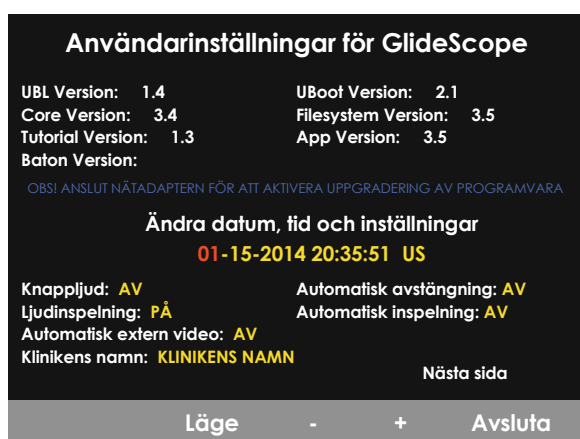 Användarinställningar för GlideScope
UBL Version: 1.4 UBoot Version: 2.1
Core Version: 3.4 Filesystem Version: 3.5
Tutorial Version: 1.3 App Version: 3.5
Baton Version:
OBS! ANSLUT NÄTADAPTERN FÖR ATT AKTIVERA UPPGRADERING AV PROGRAMVARA
Ändra datum, tid och inställningar
01-15-2014 20:35:51 US
Knappljud: AV Automatisk avstängning: AV
Ljudinspelning: PÅ Automatisk inspelning: AV
Automatisk extern video: AV
Klinikens namn: KLINIKENS NAMN
Nästa sida
Läge - + Avsluta